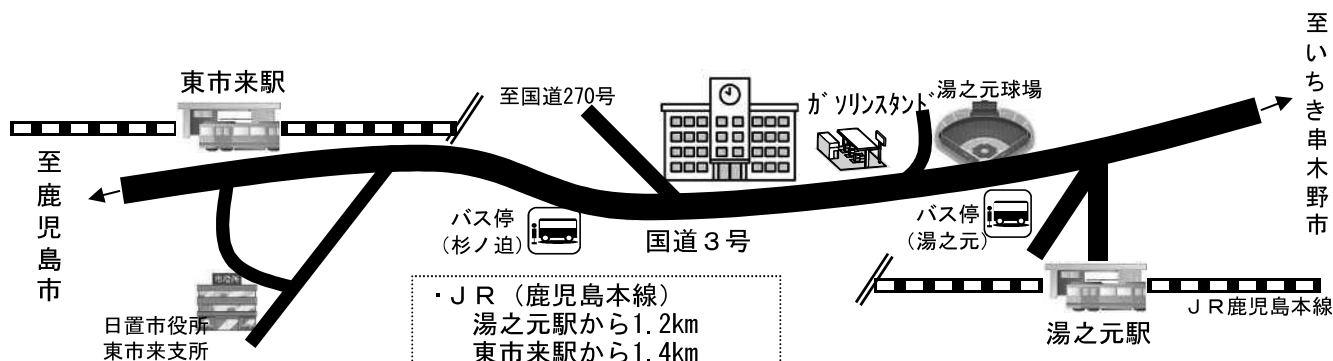 東市来駅
至国道270号
ガソリンスタンド
湯之元球場
至いちき串木野市
至鹿児島市
バス停
（杉ノ迫）
国道３号
バス停
（湯之元）
市役所
日置市役所
東市来支所
・ＪＲ（鹿児島本線）
湯之元駅から1.2km
東市来駅から1.4km
ＪＲ鹿児島本線
湯之元駅